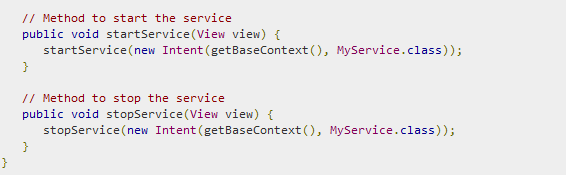 // Method to start the service
public void startService(View view) {
startService(new Intent(getBaseContext(), MyService.class));
}
// Method to stop the service
public void stopService(View view) {
stopService(new Intent(getBaseContext(), MyService.class));
}
}